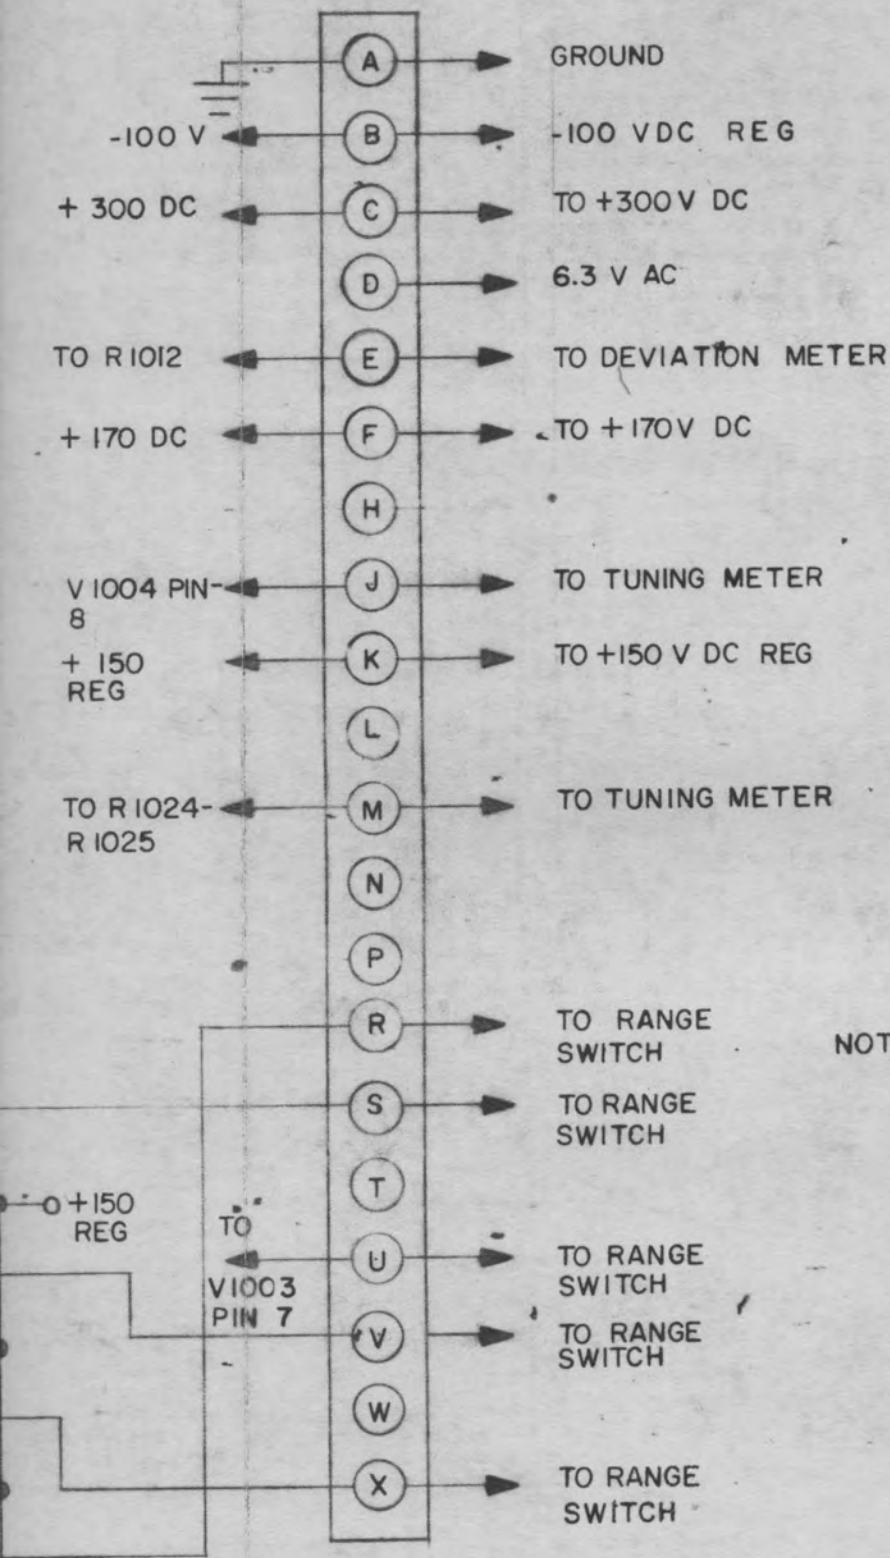 A GROUND
-100 V B -100 VDC REG
+ 300 DC C TO +300V DC
D 6.3 V AC
TO R1012 E TO DEVIATION METER
+ 170 DC F TO +170V DC
H
V1004 PIN- J TO TUNING METER
8
+ 150 K TO +150 V DC REG
REG
L
TO R1024- M TO TUNING METER
R1025
N
P
R TO RANGE
SWITCH
NOT
S TO RANGE
SWITCH
T
+150
REG
TO U TO RANGE
V1003 SWITCH
PIN 7
V TO RANGE
SWITCH
W
X TO RANGE
SWITCH